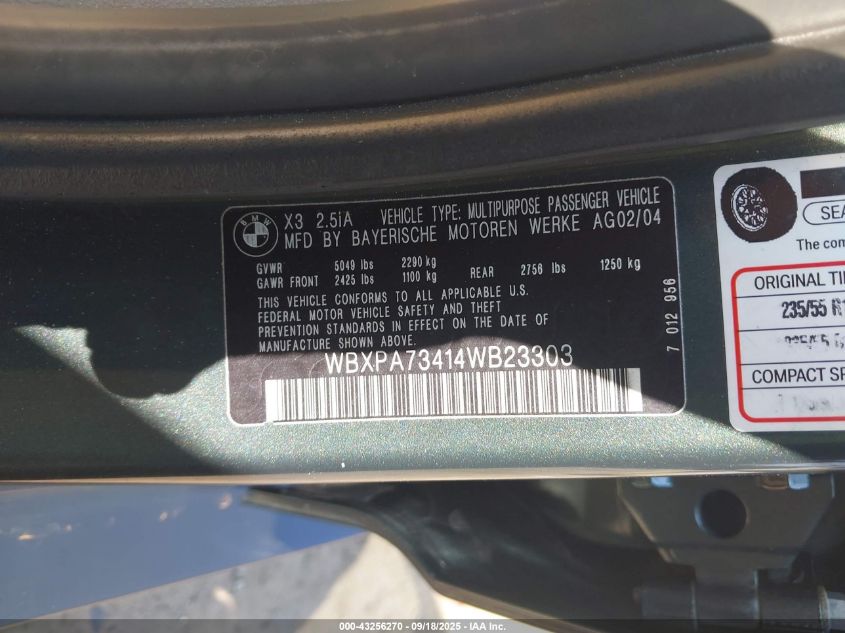 BMW
X3 2.5iA VEHICLE TYPE: MULTIPURPOSE PASSENGER VEHICLE
MFD BY BAYERISCHE MOTOREN WERKE AG02/04
GVWR 5049 lbs 2290 kg
GAWR FRONT 2425 lbs 1100 kg REAR 2756 lbs 1250 kg
THIS VEHICLE CONFORMS TO ALL APPLICABLE U.S.
FEDERAL MOTOR VEHICLE SAFETY AND THEFT
PREVENTION STANDARDS IN EFFECT ON THE DATE OF
MANUFACTURE SHOWN ABOVE.
WBXPA73414WB23303
7 012 956
SEA
The com
ORIGINAL TI
235/55 R1
COMPACT SP
000-43256270 - 09/18/2025 - IAA Inc.